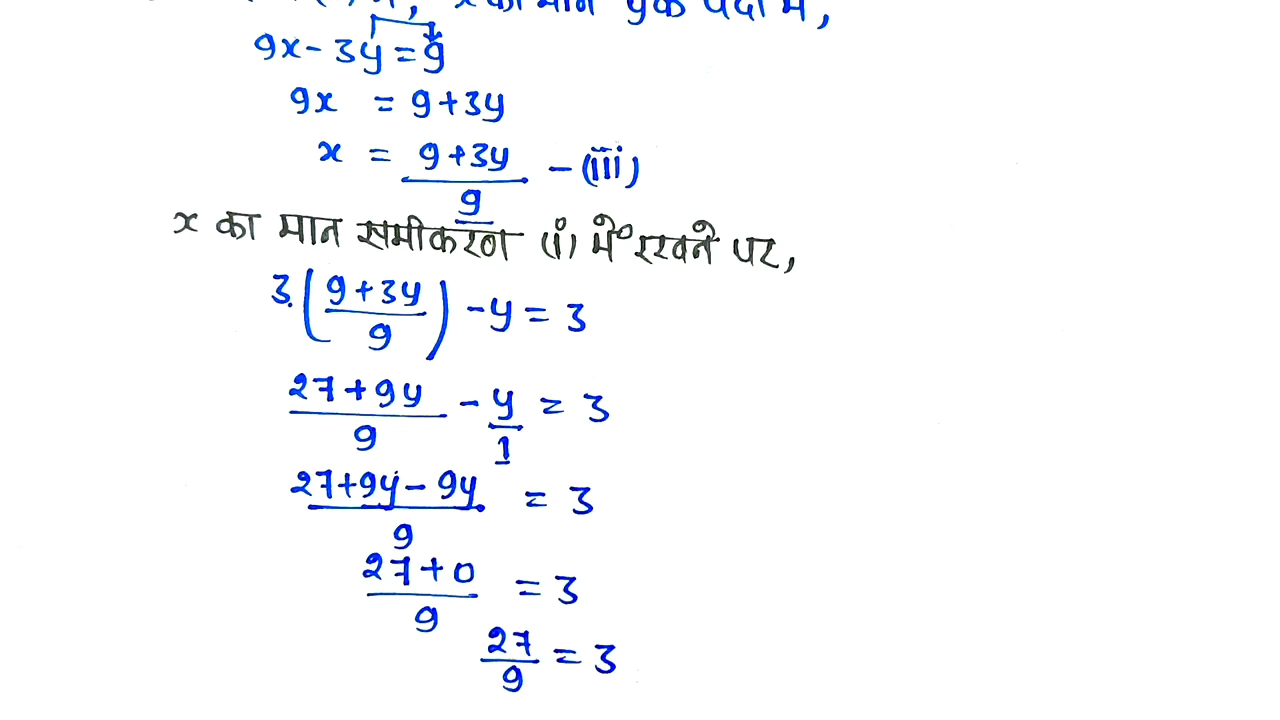 x का मान y के पदों में,
9x - 3y = 9
9x = 9 + 3y
x = 9 + 3y / 9 - (iii)
x का मान समीकरण (i) में रखने पर,
3.(9 + 3y / 9) - y = 3
27 + 9y / 9 - y / 1 = 3
27 + 9y - 9y / 9 = 3
27 + 0 / 9 = 3
27 / 9 = 3